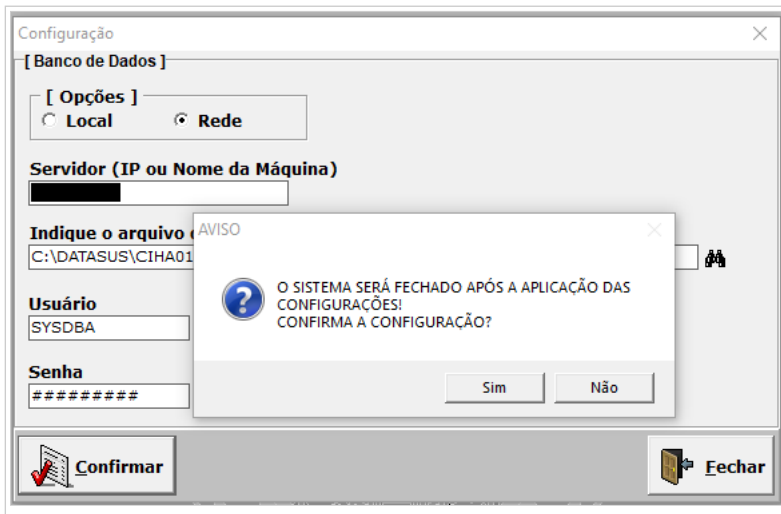 Configuração
[ Banco de Dados ]
[ Opções ]
Local Rede
Servidor (IP ou Nome da Máquina)
Indique o arquivo
C:\DATASUS\CIHA01
Usuário
SYSDBA
Senha
#########
AVISO
O SISTEMA SERÁ FECHADO APÓS A APLICAÇÃO DAS
CONFIGURAÇÕES!
CONFIRMA A CONFIGURAÇÃO?
Sim Não
Confirmar Fechar